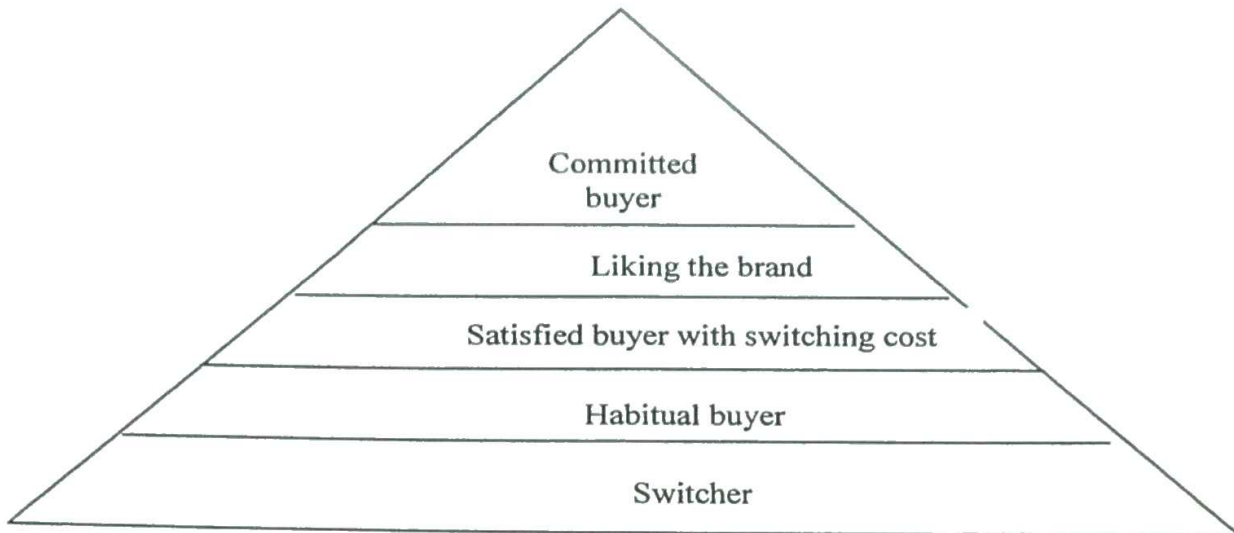 Committed
buyer
Liking the brand
Satisfied buyer with switching cost
Habitual buyer
Switcher